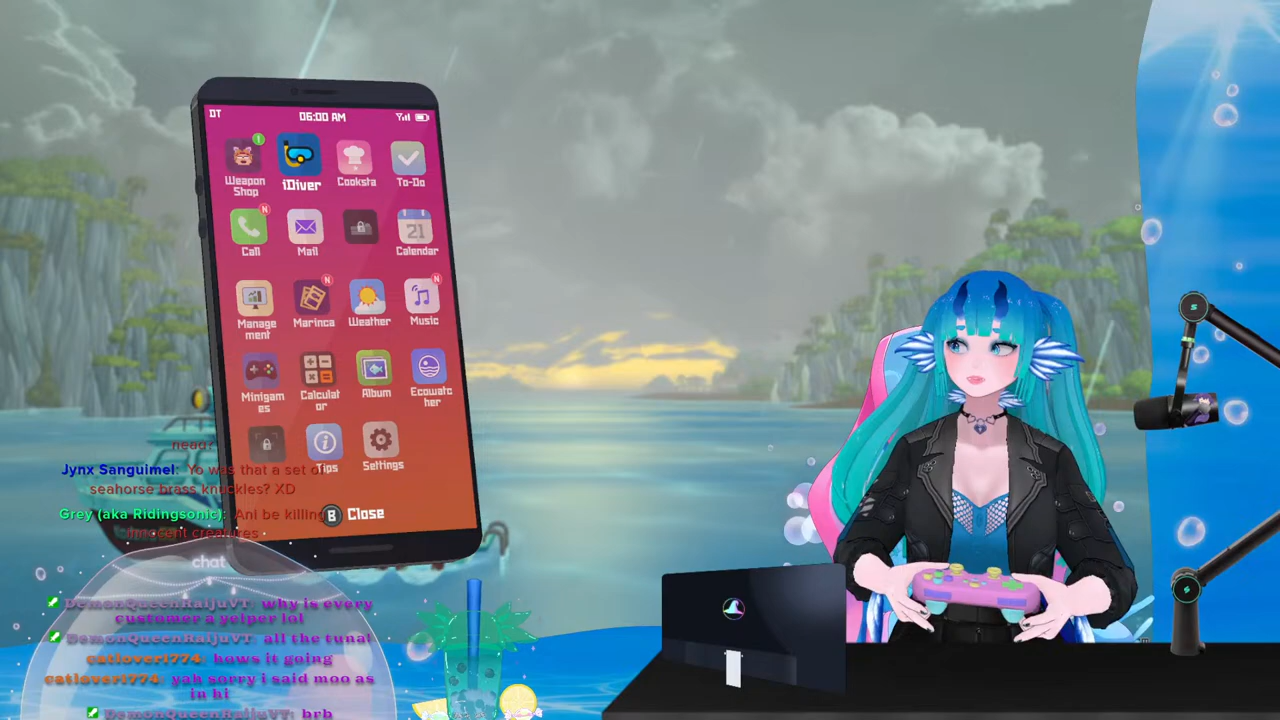 DT 06:00 AM
1
Weapon Shop iDiver Cooksta To-Do
N
Call Mail 21 Calendar
N N
Manage ment Marinca Weather Music
Minigam es Calculat or Album Ecowatc her
Tips Settings
B Close
head?
Jynx Sanguimel: Yo was that a set of
seahorse brass knuckles? XD
Grey (aka Ridingsonic): Ani be killing
innocent creatures
chat
DemonQueenRaijuVT: why is every
customer a yelper lol
DemonQueenRaijuVT: all the tuna!
catlover1774: hows it going
catlover1774: yah sorry i said moo as
in hi
DemonQueenRaijuVT: brb